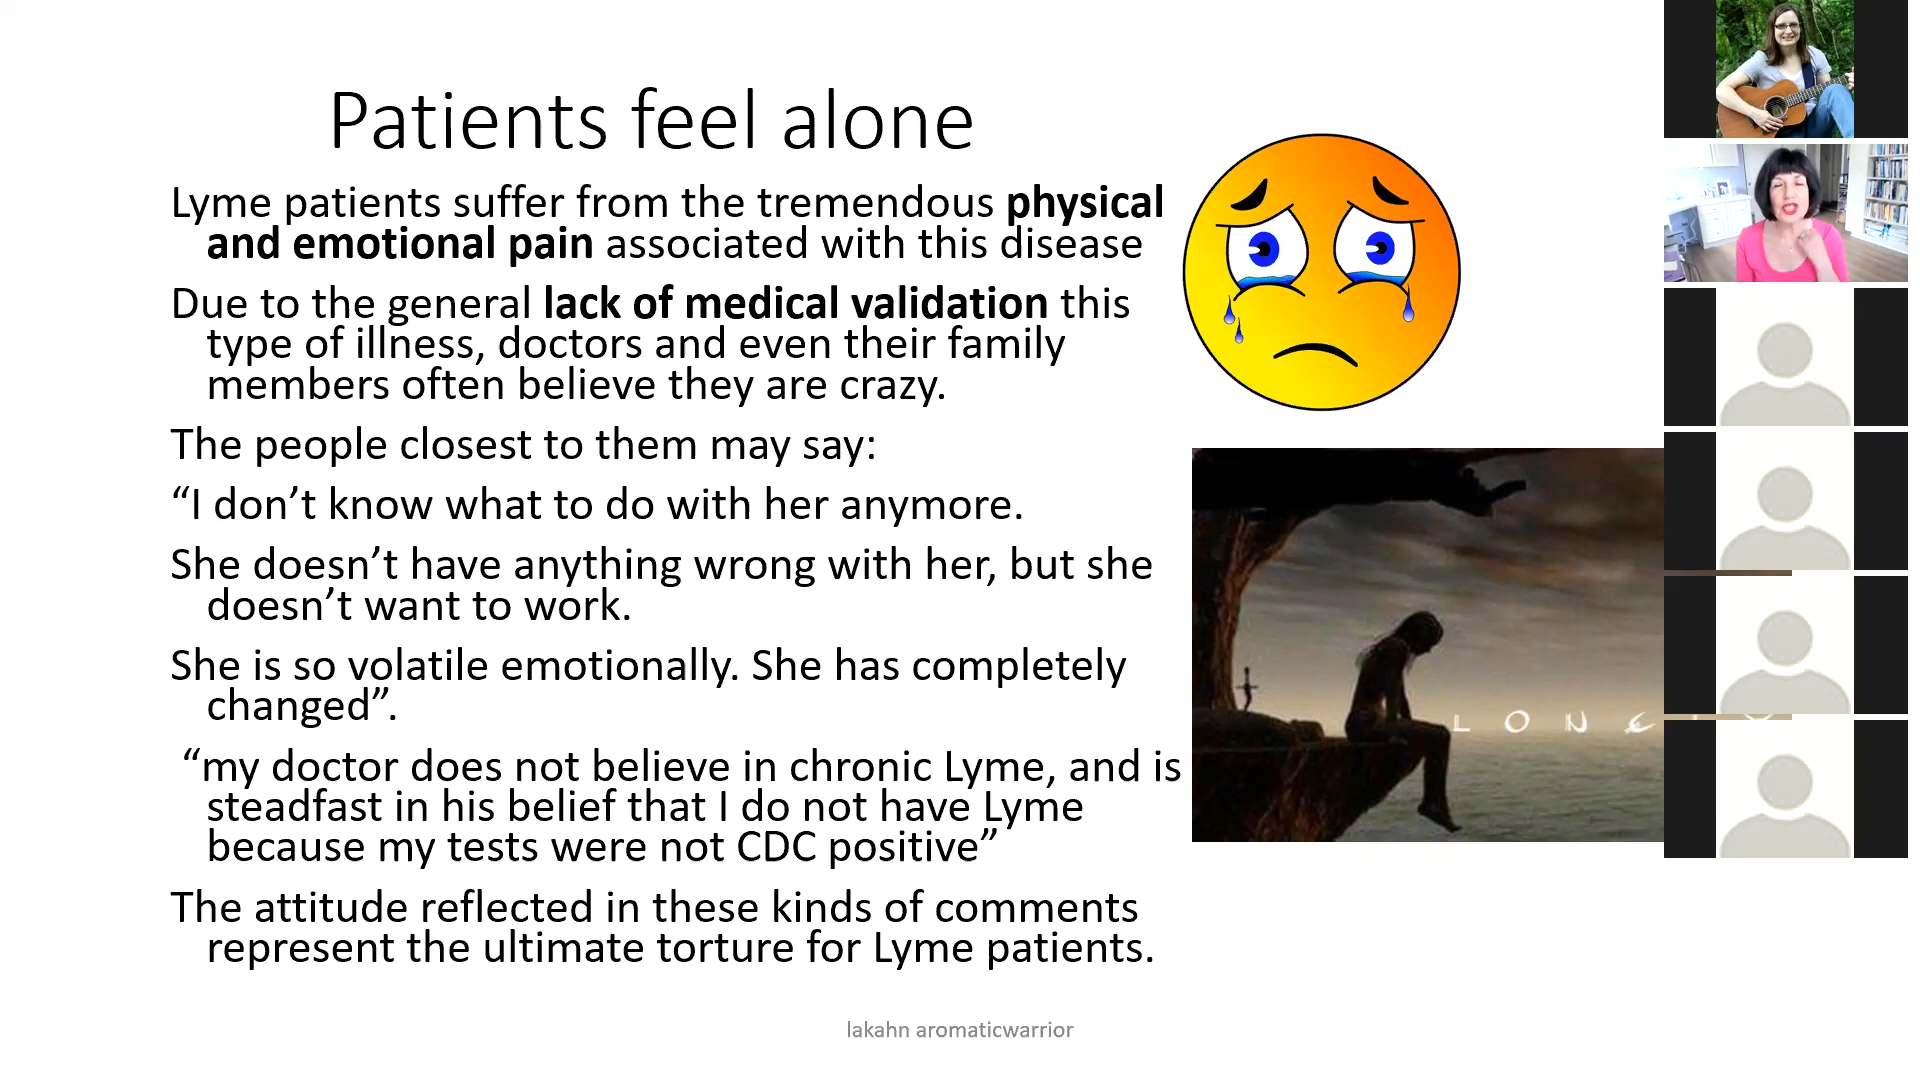 Patients feel alone
Lyme patients suffer from the tremendous physical
and emotional pain associated with this disease
Due to the general lack of medical validation this
type of illness, doctors and even their family
members often believe they are crazy.
The people closest to them may say:
“I don’t know what to do with her anymore.
She doesn’t have anything wrong with her, but she
doesn’t want to work.
She is so volatile emotionally. She has completely
changed”.
“my doctor does not believe in chronic Lyme, and is
steadfast in his belief that I do not have Lyme
because my tests were not CDC positive”
The attitude reflected in these kinds of comments
represent the ultimate torture for Lyme patients.
lakahn aromaticwarrior